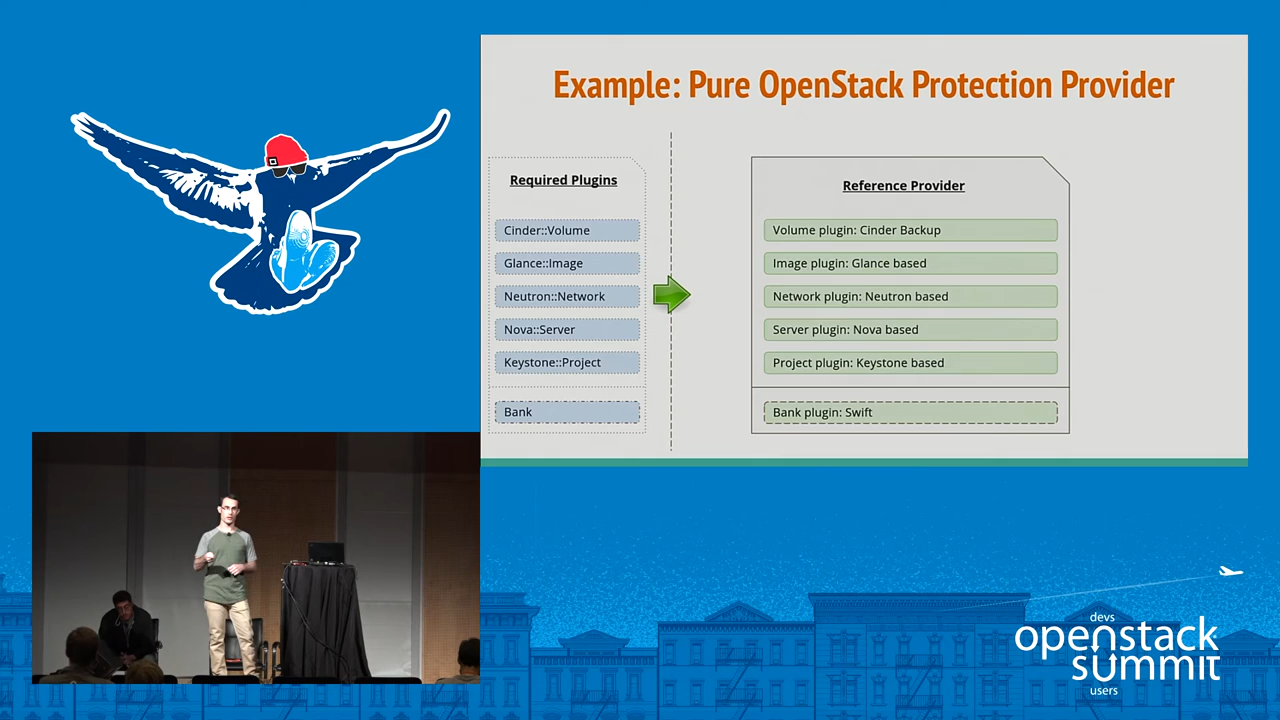 Example: Pure OpenStack Protection Provider
Required Plugins
Cinder::Volume
Glance::Image
Neutron::Network
Nova::Server
Keystone::Project
Bank
Reference Provider
Volume plugin: Cinder Backup
Image plugin: Glance based
Network plugin: Neutron based
Server plugin: Nova based
Project plugin: Keystone based
Bank plugin: Swift
devs
openstack
summit
users